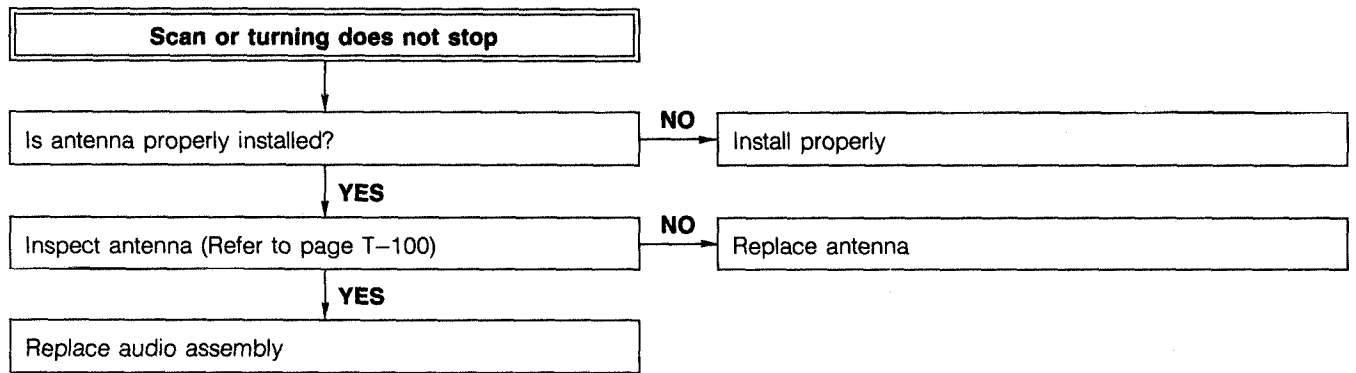 Scan or turning does not stop
Is antenna properly installed?
NO
Install properly
YES
Inspect antenna (Refer to page T–100)
NO
Replace antenna
YES
Replace audio assembly